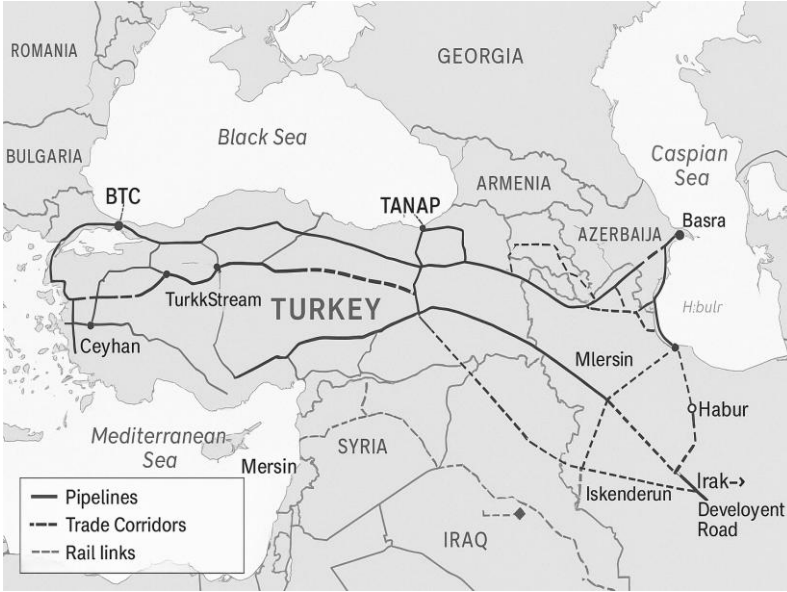 ROMANIA
GEORGIA
Black Sea
BULGARIA
Caspian
Sea
ARMENIA
BTC
TANAP
AZERBAIJA
Basra
TurkkStream
TURKEY
H:bulr
Ceyhan
Mlersin
Habur
Mediterranean
Sea
SYRIA
Mersin
Irak->
Iskenderun
Develoyent
Road
IRAQ
Pipelines
Trade Corridors
Rail links